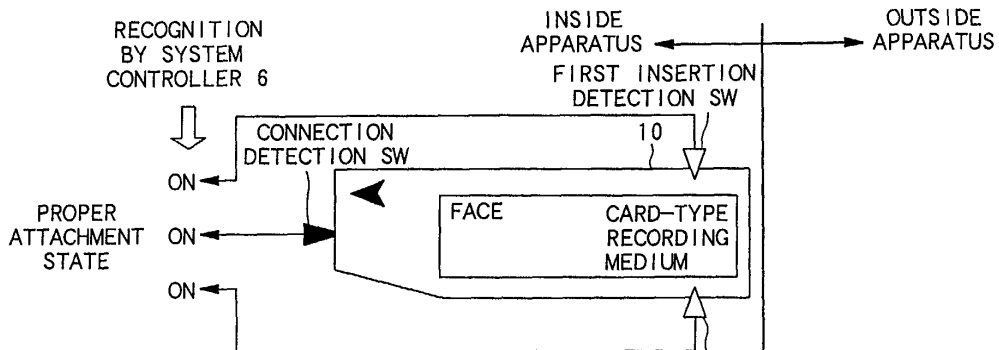 INSIDE
APPARATUS
OUTSIDE
APPARATUS
RECOGNITION
BY SYSTEM
CONTROLLER 6
FIRST INSERTION
DETECTION SW
CONNECTION
DETECTION SW
10
ON
PROPER
ATTACHMENT
STATE
ON
ON
FACE
CARD-TYPE
RECORDING
MEDIUM